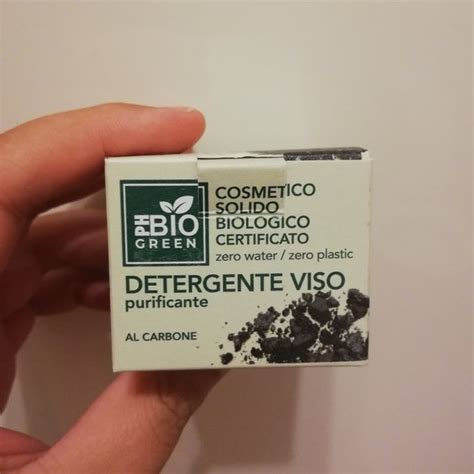 PH BIO
GREEN
COSMETICO
SOLIDO
BIOLOGICO
CERTIFICATO
zero water / zero plastic
DETERGENTE VISO
purificante
AL CARBONE